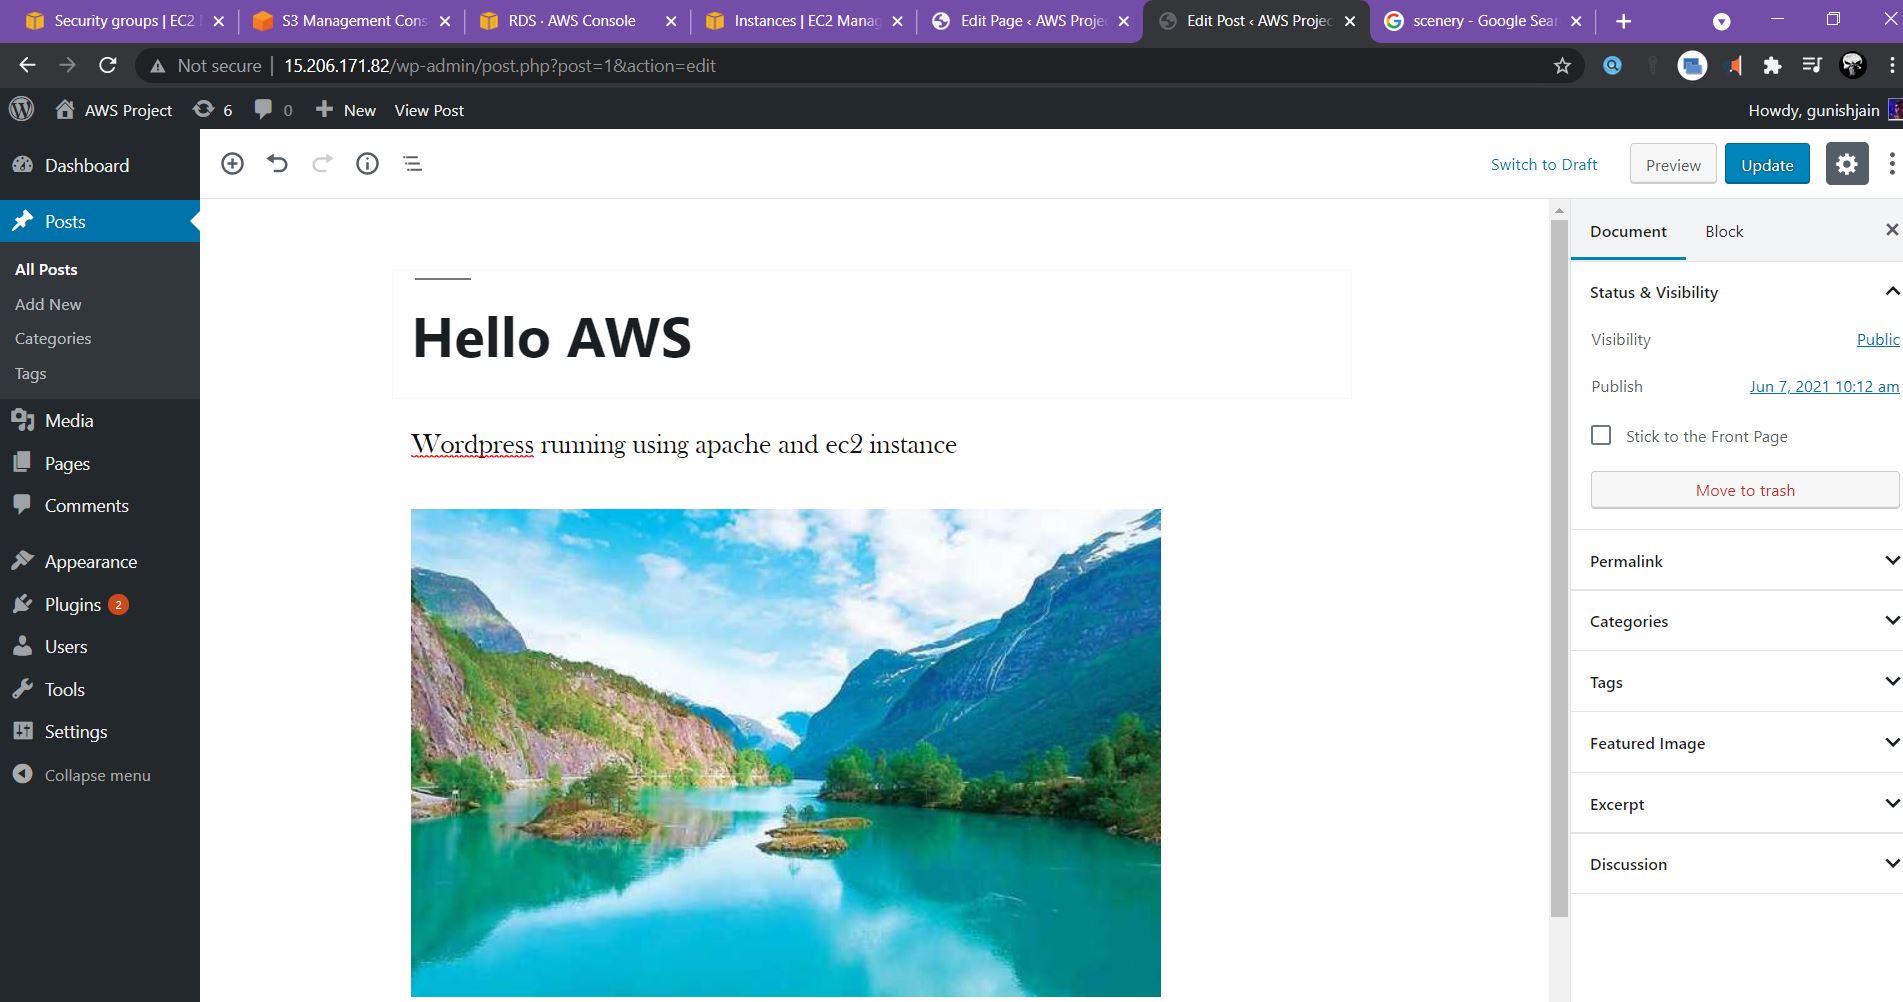 Security groups | EC2
S3 Management Cons
RDS · AWS Console
Instances | EC2 Manag
Edit Page ‹ AWS Projec
Edit Post ‹ AWS Projec
scenery - Google Sear
Not secure | 15.206.171.82/wp-admin/post.php?post=1&action=edit
AWS Project 6 0 New View Post Howdy, gunishjain
Dashboard
Posts
All Posts
Add New
Categories
Tags
Media
Pages
Comments
Appearance
Plugins 2
Users
Tools
Settings
Collapse menu
Switch to Draft Preview Update
Hello AWS
Wordpress running using apache and ec2 instance
Document Block
Status & Visibility
Visibility Public
Publish Jun 7, 2021 10:12 am
Stick to the Front Page
Move to trash
Permalink
Categories
Tags
Featured Image
Excerpt
Discussion